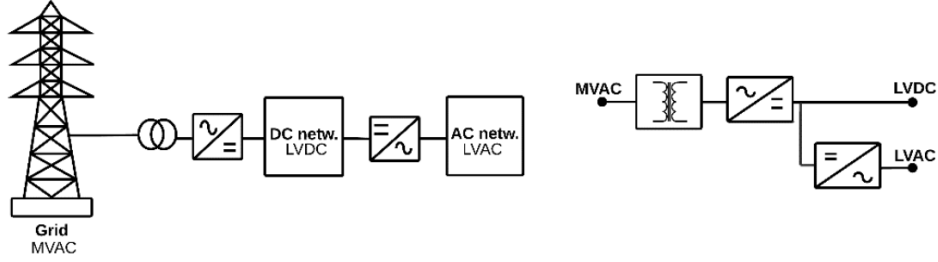 Grid
MVAC
DC netw.
LVDC
AC netw.
LVAC
MVAC
LVDC
LVAC